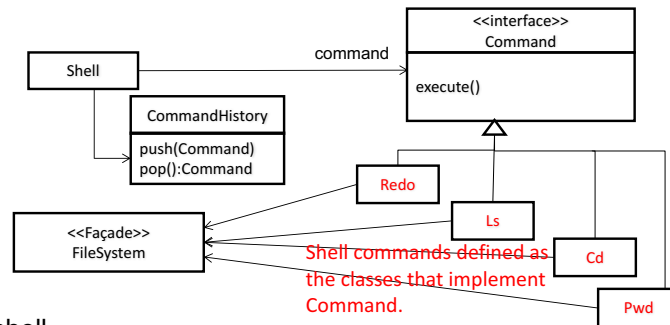 <<interface>>
Command
execute()
command
Shell
CommandHistory
push(Command)
pop():Command
Redo
Ls
Cd
Pwd
<<Façade>>
FileSystem
Shell commands defined as
the classes that implement
Command.